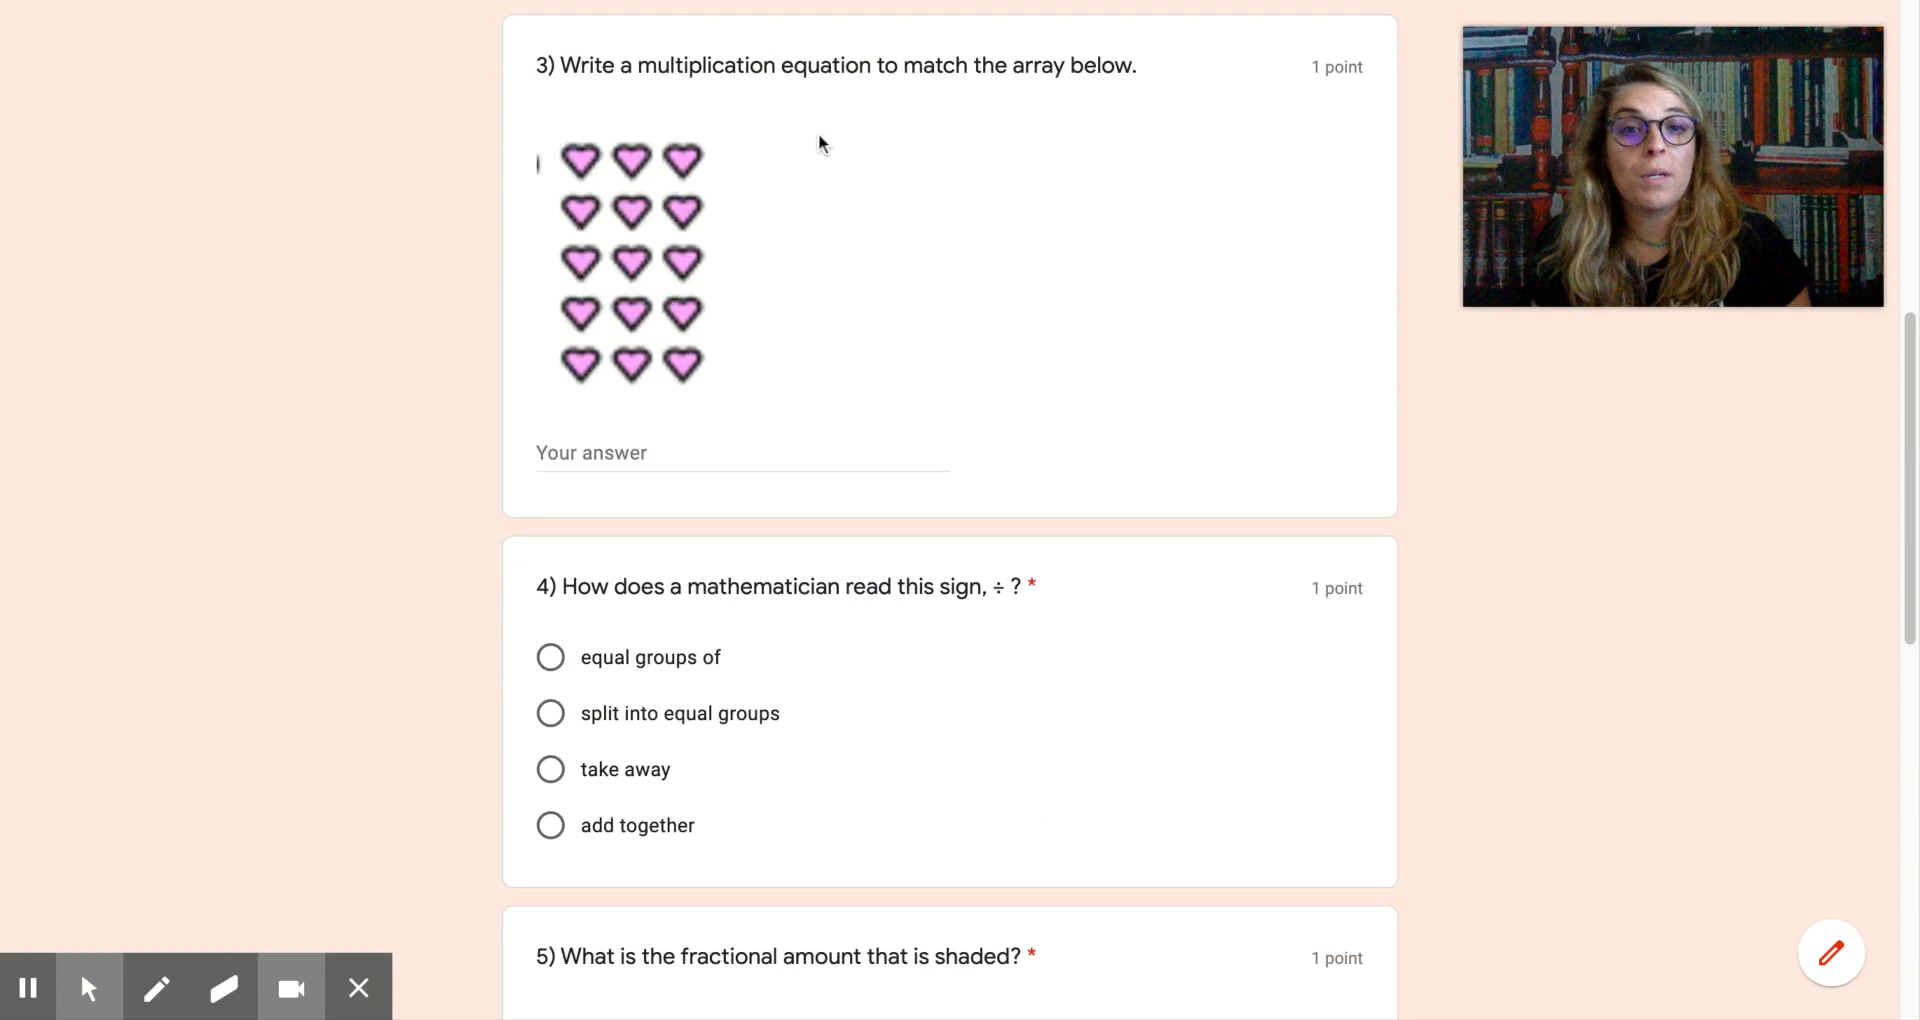 3) Write a multiplication equation to match the array below.
1 point
Your answer
4) How does a mathematician read this sign, ÷ ? *
1 point
equal groups of
split into equal groups
take away
add together
5) What is the fractional amount that is shaded? *
1 point